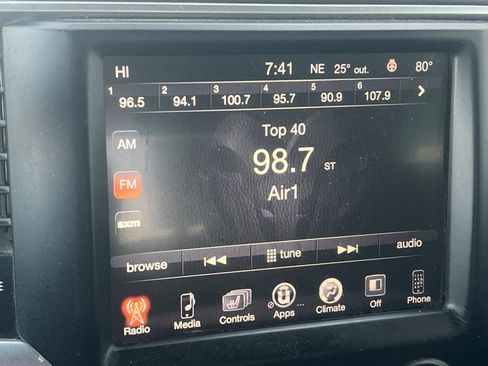 HI 7:41 NE 25° out. 80°
1 96.5 2 94.1 3 100.7 4 95.7 5 90.9 6 107.9
Top 40
AM
98.7 ST
FM
Air1
sxm
browse tune audio
Radio Media Controls Apps ... Climate Off Phone
E